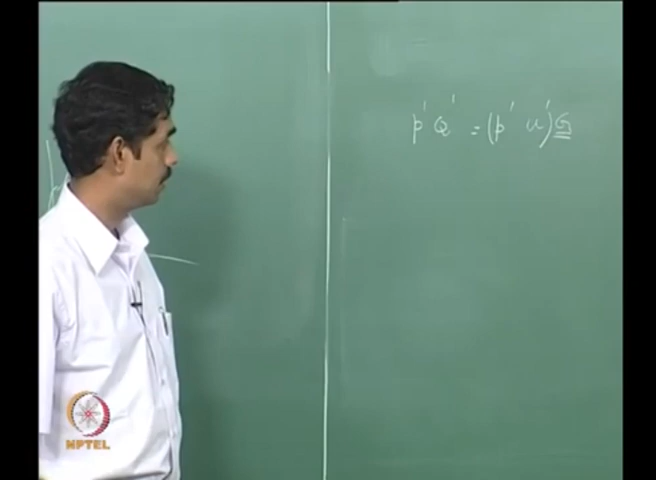 p' Q' = (p' u') G
NPTEL